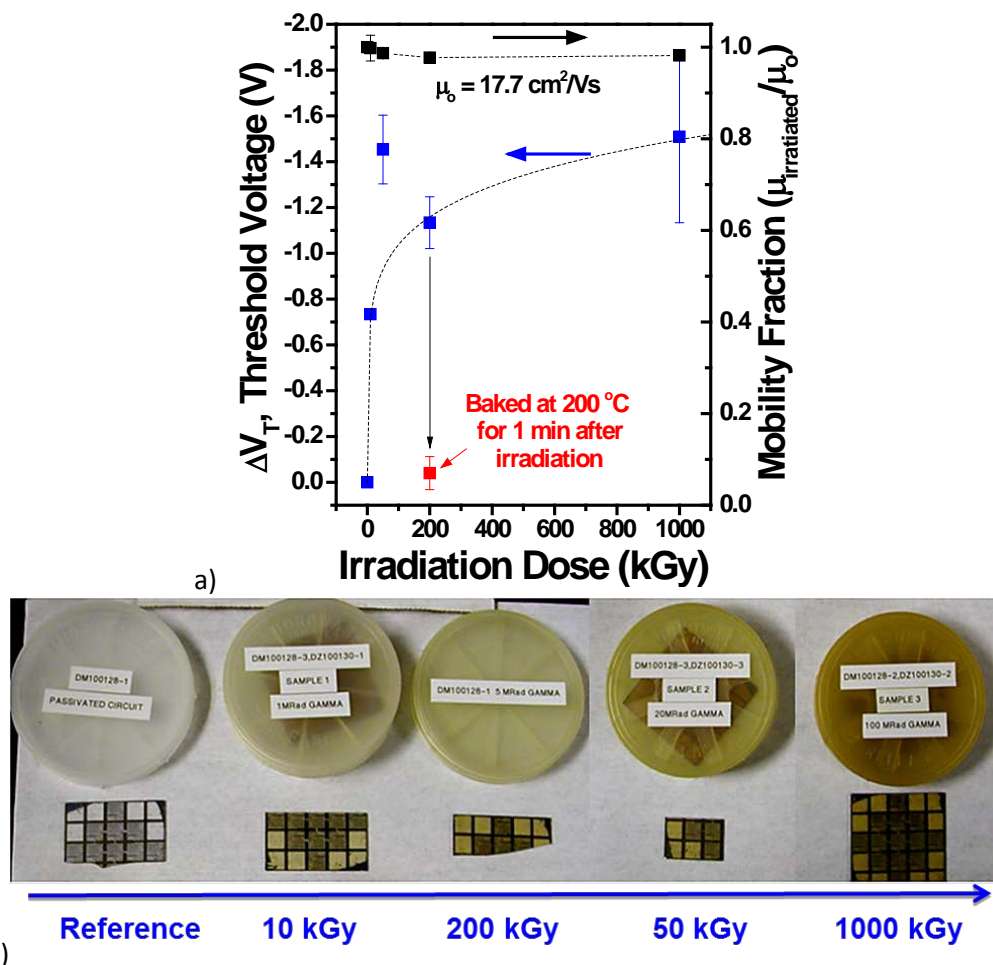 -2.0
-1.8
-1.6
-1.4
-1.2
-1.0
-0.8
-0.6
-0.4
-0.2
0.0
ΔV_T, Threshold Voltage (V)
1.0
0.8
0.6
0.4
0.2
0.0
Mobility Fraction (μ_irratiated/μ_o)
μ_o = 17.7 cm²/Vs
Baked at 200 °C
for 1 min after
irradiation
0 200 400 600 800 1000
Irradiation Dose (kGy)
a)
DM100128-1
PASSIVATED CIRCUIT
DM100128-3,DZ100130-1
SAMPLE 1
1MRad GAMMA
DM100128-1 5 MRad GAMMA
DM100128-3,DZ100130-3
SAMPLE 2
20MRad GAMMA
DM100128-2,DZ100130-2
SAMPLE 3
100 MRad GAMMA
Reference 10 kGy 200 kGy 50 kGy 1000 kGy
)